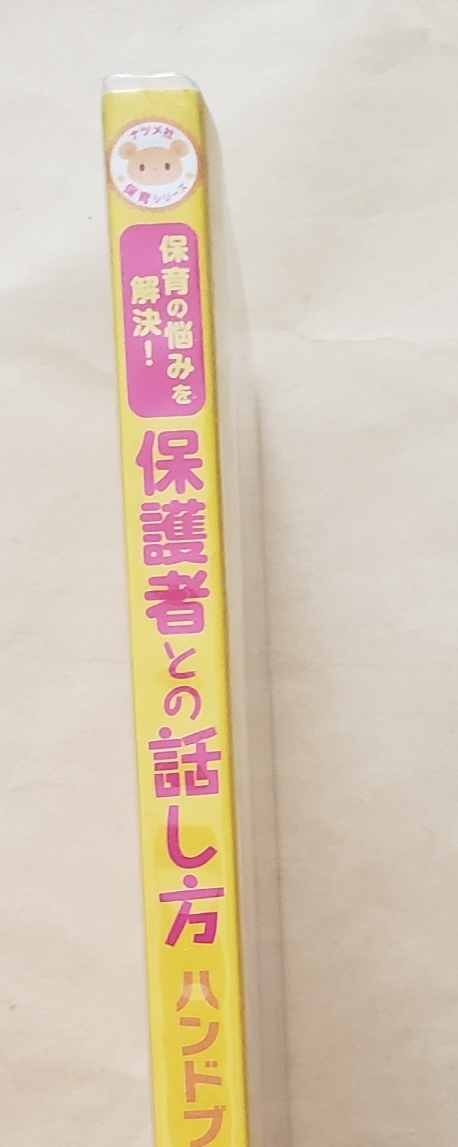 ナツメ社
保育シリーズ
保育の悩みを
解決!
保護者との話し方ハンドブ